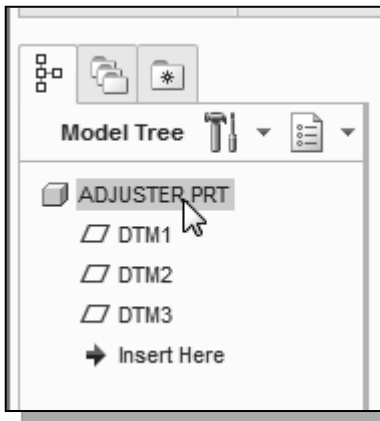 Model Tree
ADJUSTER.PRT
DTM1
DTM2
DTM3
Insert Here